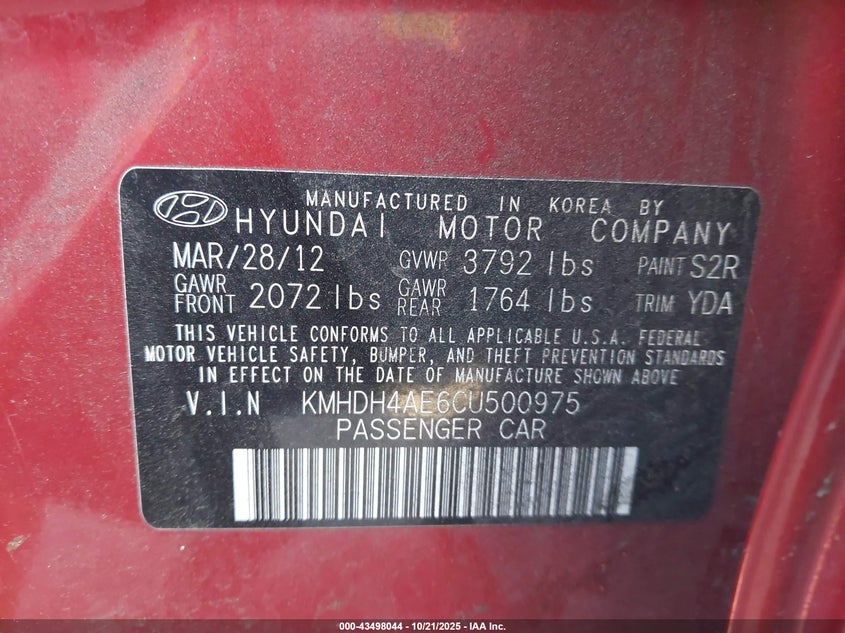 MANUFACTURED IN KOREA BY
HYUNDAI MOTOR COMPANY
MAR/28/12 GVWR 3792 lbs PAINT S2R
GAWR FRONT 2072 lbs GAWR REAR 1764 lbs TRIM YDA
THIS VEHICLE CONFORMS TO ALL APPLICABLE U.S.A. FEDERAL
MOTOR VEHICLE SAFETY, BUMPER, AND THEFT PREVENTION STANDARDS
IN EFFECT ON THE DATE OF MANUFACTURE SHOWN ABOVE
V.I.N KMHDH4AE6CU500975
PASSENGER CAR
000-43498044 - 10/21/2025 - IAA Inc.